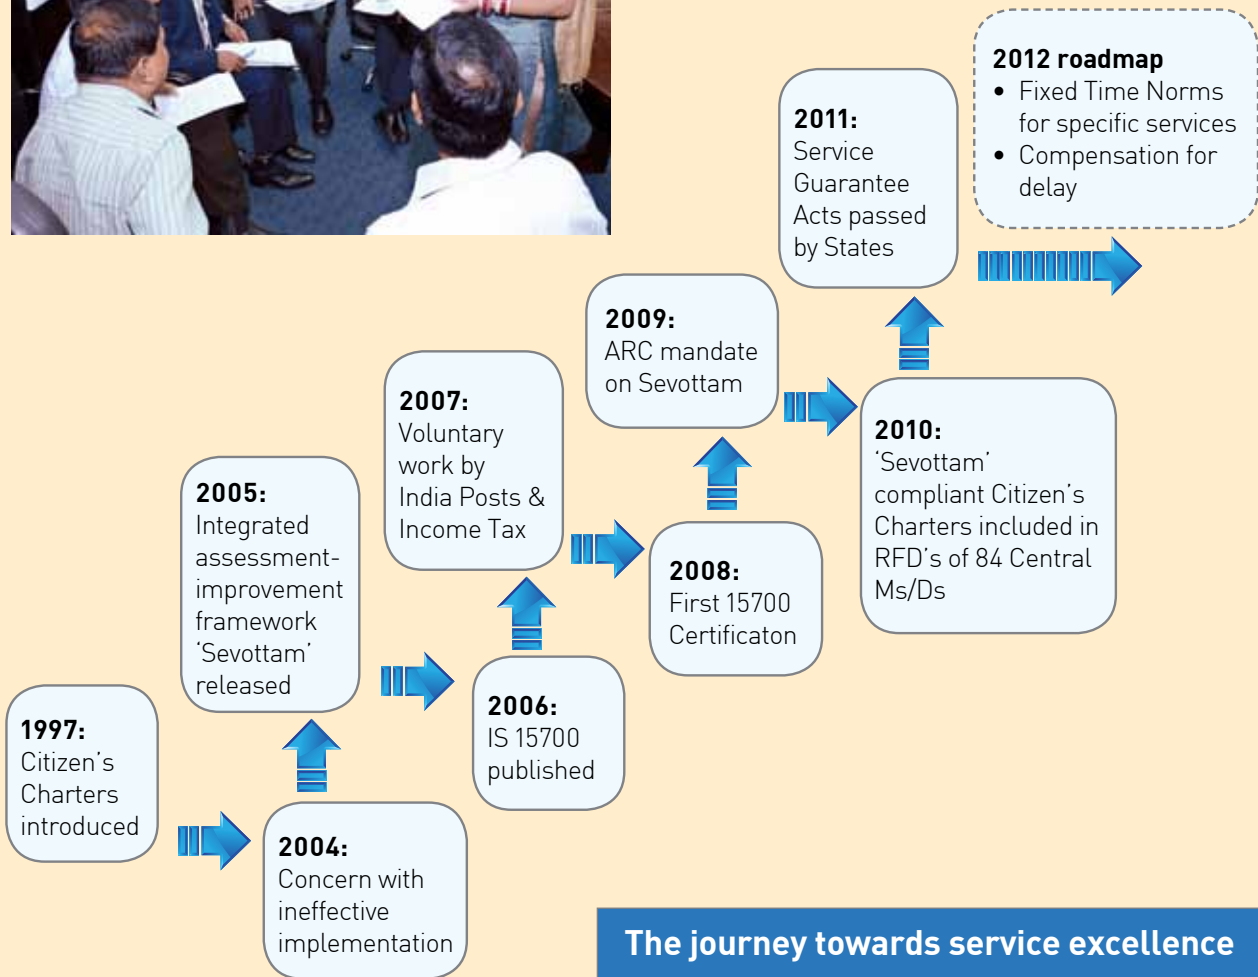 1997:
Citizen's
Charters
introduced
2004:
Concern with
ineffective
implementation
2005:
Integrated
assessment-
improvement
framework
‘Sevottam’
released
2006:
IS 15700
published
2007:
Voluntary
work by
India Posts &
Income Tax
2008:
First 15700
Certificaton
2009:
ARC mandate
on Sevottam
2010:
‘Sevottam’
compliant Citizen's
Charters included in
RFD's of 84 Central
Ms/Ds
2011:
Service
Guarantee
Acts passed
by States
2012 roadmap
• Fixed Time Norms
for specific services
• Compensation for
delay
The journey towards service excellence